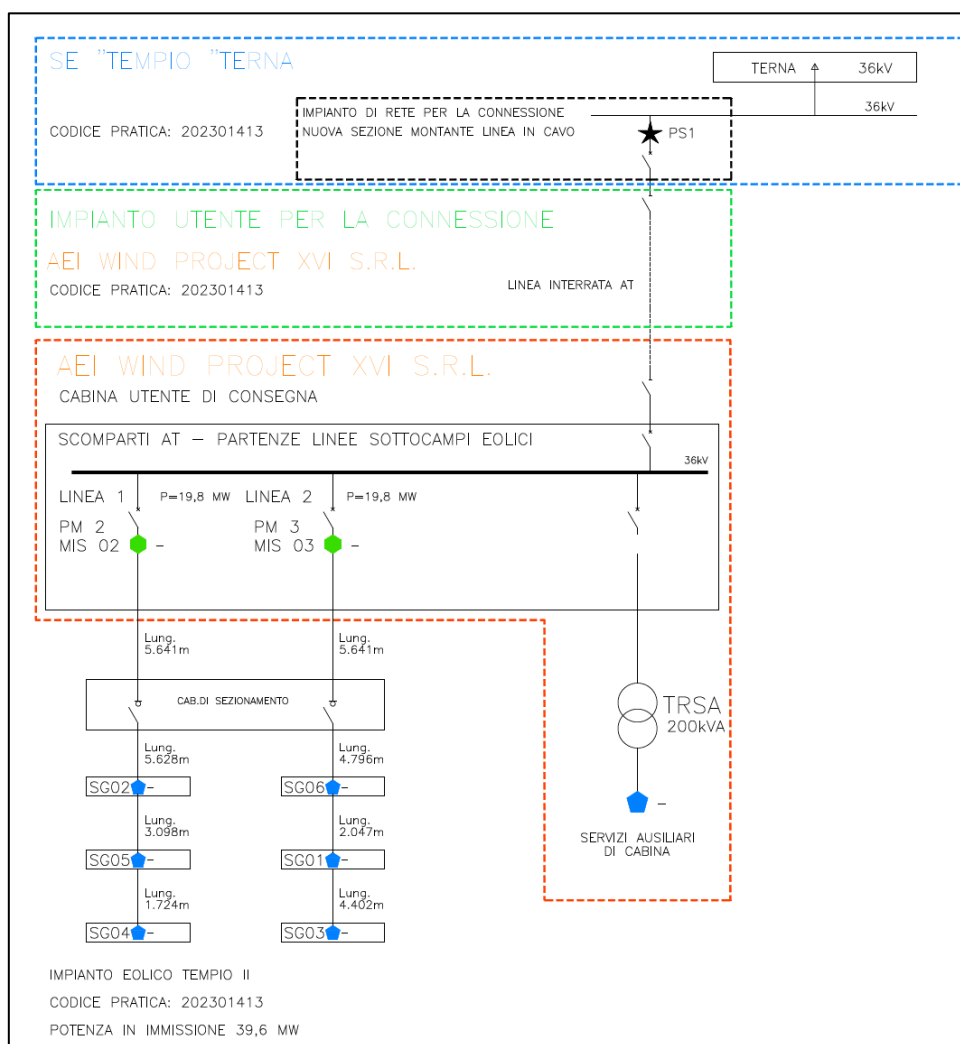 SE "TEMPIO "TERNA
TERNA 36kV
36kV
IMPIANTO DI RETE PER LA CONNESSIONE
NUOVA SEZIONE MONTANTE LINEA IN CAVO
CODICE PRATICA: 202301413
PS1
IMPIANTO UTENTE PER LA CONNESSIONE
AEI WIND PROJECT XVI S.R.L.
CODICE PRATICA: 202301413
LINEA INTERRATA AT
AEI WIND PROJECT XVI S.R.L.
CABINA UTENTE DI CONSEGNA
SCOMPARTI AT – PARTENZE LINEE SOTTOCAMPI EOLICI
36kV
LINEA 1 P=19,8 MW
LINEA 2 P=19,8 MW
PM 2
MIS 02 –
PM 3
MIS 03 –
Lung.
5.641m
Lung.
5.641m
CAB.DI SEZIONAMENTO
Lung.
5.628m
Lung.
4.796m
TRSA
200kVA
SG02 –
SG06 –
Lung.
3.098m
Lung.
2.047m
–
SERVIZI AUSILIARI
DI CABINA
SG05 –
SG01 –
Lung.
1.724m
Lung.
4.402m
SG04 –
SG03 –
IMPIANTO EOLICO TEMPIO II
CODICE PRATICA: 202301413
POTENZA IN IMMISSIONE 39,6 MW